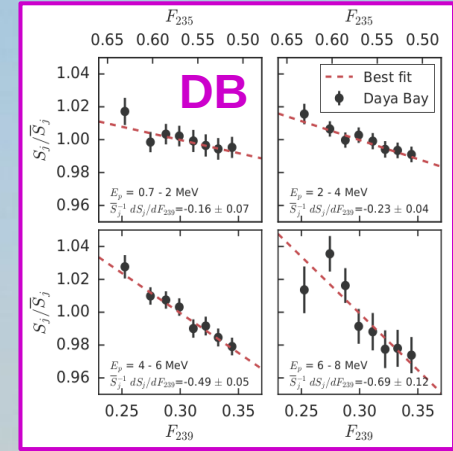 F235
0.65 0.60 0.55 0.50
F235
0.65 0.60 0.55 0.50
Sj/S̅j
1.04
1.02
1.00
0.98
0.96
DB
Ep = 0.7 - 2 MeV
S̅j⁻¹ dSj/dF239=-0.16 ± 0.07
Best fit
Daya Bay
Ep = 2 - 4 MeV
S̅j⁻¹ dSj/dF239=-0.23 ± 0.04
Sj/S̅j
1.04
1.02
1.00
0.98
0.96
Ep = 4 - 6 MeV
S̅j⁻¹ dSj/dF239=-0.49 ± 0.05
Ep = 6 - 8 MeV
S̅j⁻¹ dSj/dF239=-0.69 ± 0.12
0.25 0.30 0.35
F239
0.25 0.30 0.35
F239